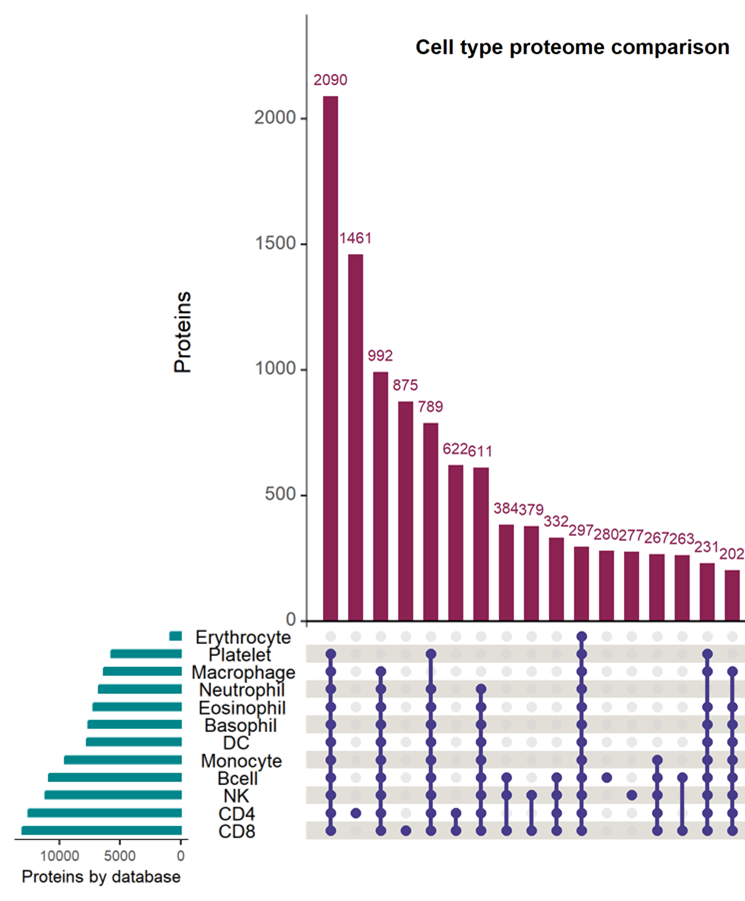 Cell type proteome comparison
2090
2000
1461
1500
Proteins
992
1000
875
789
622 611
500
384 379 332 297 280 277 267 263 231 202
0
Erythrocyte
Platelet
Macrophage
Neutrophil
Eosinophil
Basophil
DC
Monocyte
Bcell
NK
CD4
CD8
10000 5000 0
Proteins by database